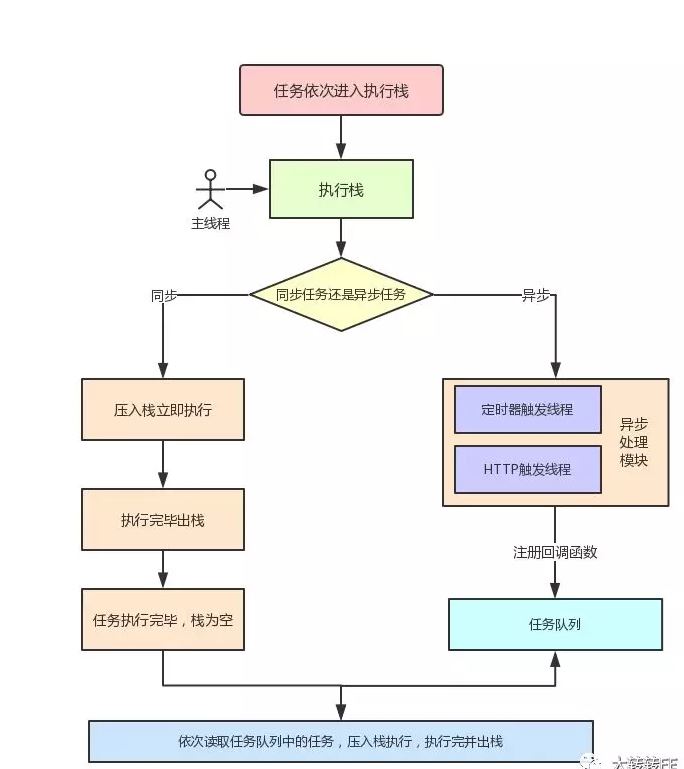 任务依次进入执行栈
执行栈
主线程
同步任务还是异步任务
同步
异步
压入栈立即执行
定时器触发线程
异步
处理
模块
HTTP触发线程
执行完毕出栈
注册回调函数
任务执行完毕，栈为空
任务队列
依次读取任务队列中的任务，压入栈执行，执行完并出栈
大转转FE